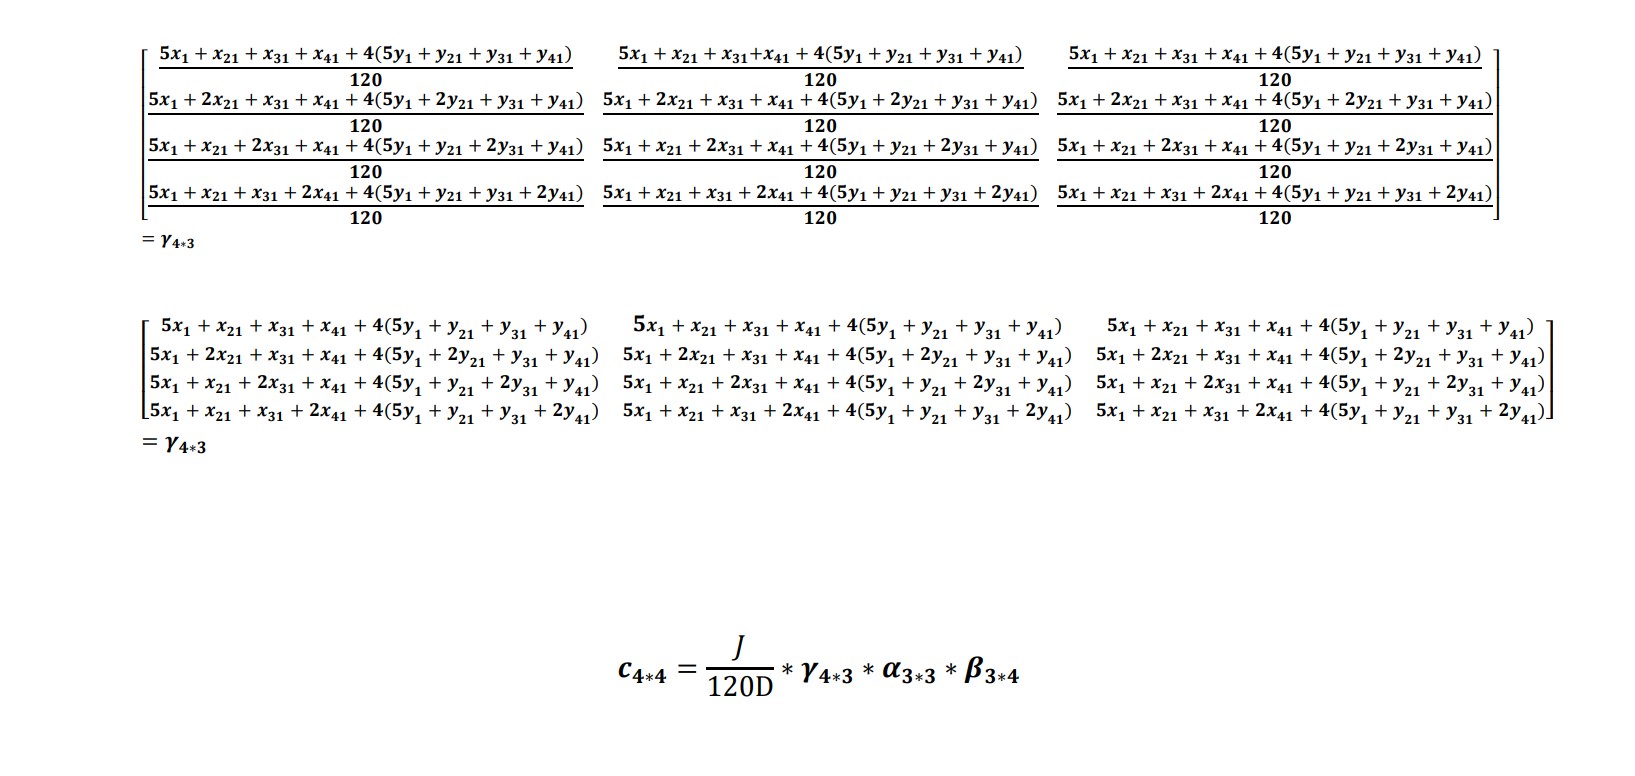 5x₁ + x₂₁ + x₃₁ + x₄₁ + 4(5y₁ + y₂₁ + y₃₁ + y₄₁) 5x₁ + x₂₁ + x₃₁+x₄₁ + 4(5y₁ + y₂₁ + y₃₁ + y₄₁) 5x₁ + x₂₁ + x₃₁ + x₄₁ + 4(5y₁ + y₂₁ + y₃₁ + y₄₁)
120 120 120
5x₁ + 2x₂₁ + x₃₁ + x₄₁ + 4(5y₁ + 2y₂₁ + y₃₁ + y₄₁) 5x₁ + 2x₂₁ + x₃₁ + x₄₁ + 4(5y₁ + 2y₂₁ + y₃₁ + y₄₁) 5x₁ + 2x₂₁ + x₃₁ + x₄₁ + 4(5y₁ + 2y₂₁ + y₃₁ + y₄₁)
120 120 120
5x₁ + x₂₁ + 2x₃₁ + x₄₁ + 4(5y₁ + y₂₁ + 2y₃₁ + y₄₁) 5x₁ + x₂₁ + 2x₃₁ + x₄₁ + 4(5y₁ + y₂₁ + 2y₃₁ + y₄₁) 5x₁ + x₂₁ + 2x₃₁ + x₄₁ + 4(5y₁ + y₂₁ + 2y₃₁ + y₄₁)
120 120 120
5x₁ + x₂₁ + x₃₁ + 2x₄₁ + 4(5y₁ + y₂₁ + y₃₁ + 2y₄₁) 5x₁ + x₂₁ + x₃₁ + 2x₄₁ + 4(5y₁ + y₂₁ + y₃₁ + 2y₄₁) 5x₁ + x₂₁ + x₃₁ + 2x₄₁ + 4(5y₁ + y₂₁ + y₃₁ + 2y₄₁)
120 120 120
= γ₄*₃
5x₁ + x₂₁ + x₃₁ + x₄₁ + 4(5y₁ + y₂₁ + y₃₁ + y₄₁) 5x₁ + x₂₁ + x₃₁ + x₄₁ + 4(5y₁ + y₂₁ + y₃₁ + y₄₁) 5x₁ + x₂₁ + x₃₁ + x₄₁ + 4(5y₁ + y₂₁ + y₃₁ + y₄₁)
5x₁ + 2x₂₁ + x₃₁ + x₄₁ + 4(5y₁ + 2y₂₁ + y₃₁ + y₄₁) 5x₁ + 2x₂₁ + x₃₁ + x₄₁ + 4(5y₁ + 2y₂₁ + y₃₁ + y₄₁) 5x₁ + 2x₂₁ + x₃₁ + x₄₁ + 4(5y₁ + 2y₂₁ + y₃₁ + y₄₁)
5x₁ + x₂₁ + 2x₃₁ + x₄₁ + 4(5y₁ + y₂₁ + 2y₃₁ + y₄₁) 5x₁ + x₂₁ + 2x₃₁ + x₄₁ + 4(5y₁ + y₂₁ + 2y₃₁ + y₄₁) 5x₁ + x₂₁ + 2x₃₁ + x₄₁ + 4(5y₁ + y₂₁ + 2y₃₁ + y₄₁)
5x₁ + x₂₁ + x₃₁ + 2x₄₁ + 4(5y₁ + y₂₁ + y₃₁ + 2y₄₁) 5x₁ + x₂₁ + x₃₁ + 2x₄₁ + 4(5y₁ + y₂₁ + y₃₁ + 2y₄₁) 5x₁ + x₂₁ + x₃₁ + 2x₄₁ + 4(5y₁ + y₂₁ + y₃₁ + 2y₄₁)
= γ₄*₃
c₄*₄ = J/120D * γ₄*₃ * α₃*₃ * β₃*₄